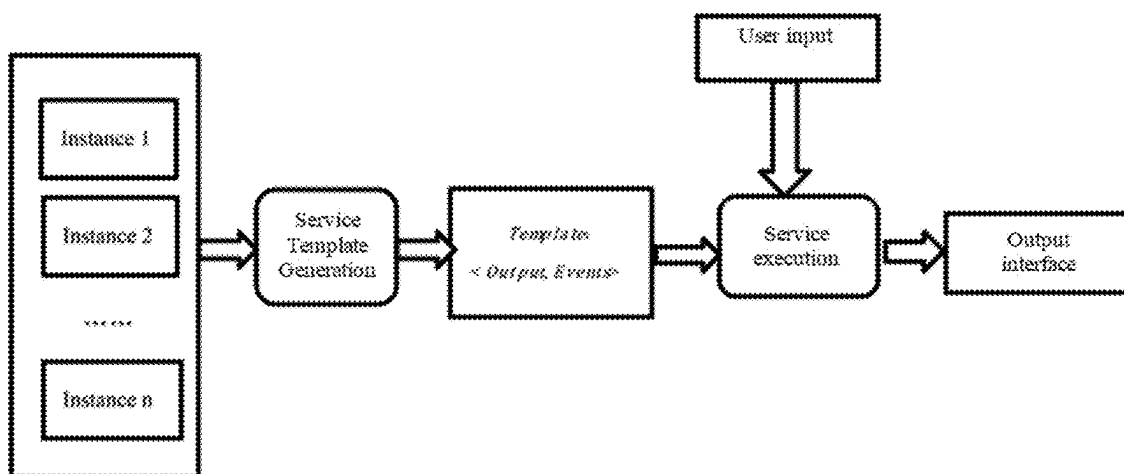 User input
Instance 1
Instance 2
......
Instance n
Service
Template
Generation
Template
< Output, Events>
Service
execution
Output
interface